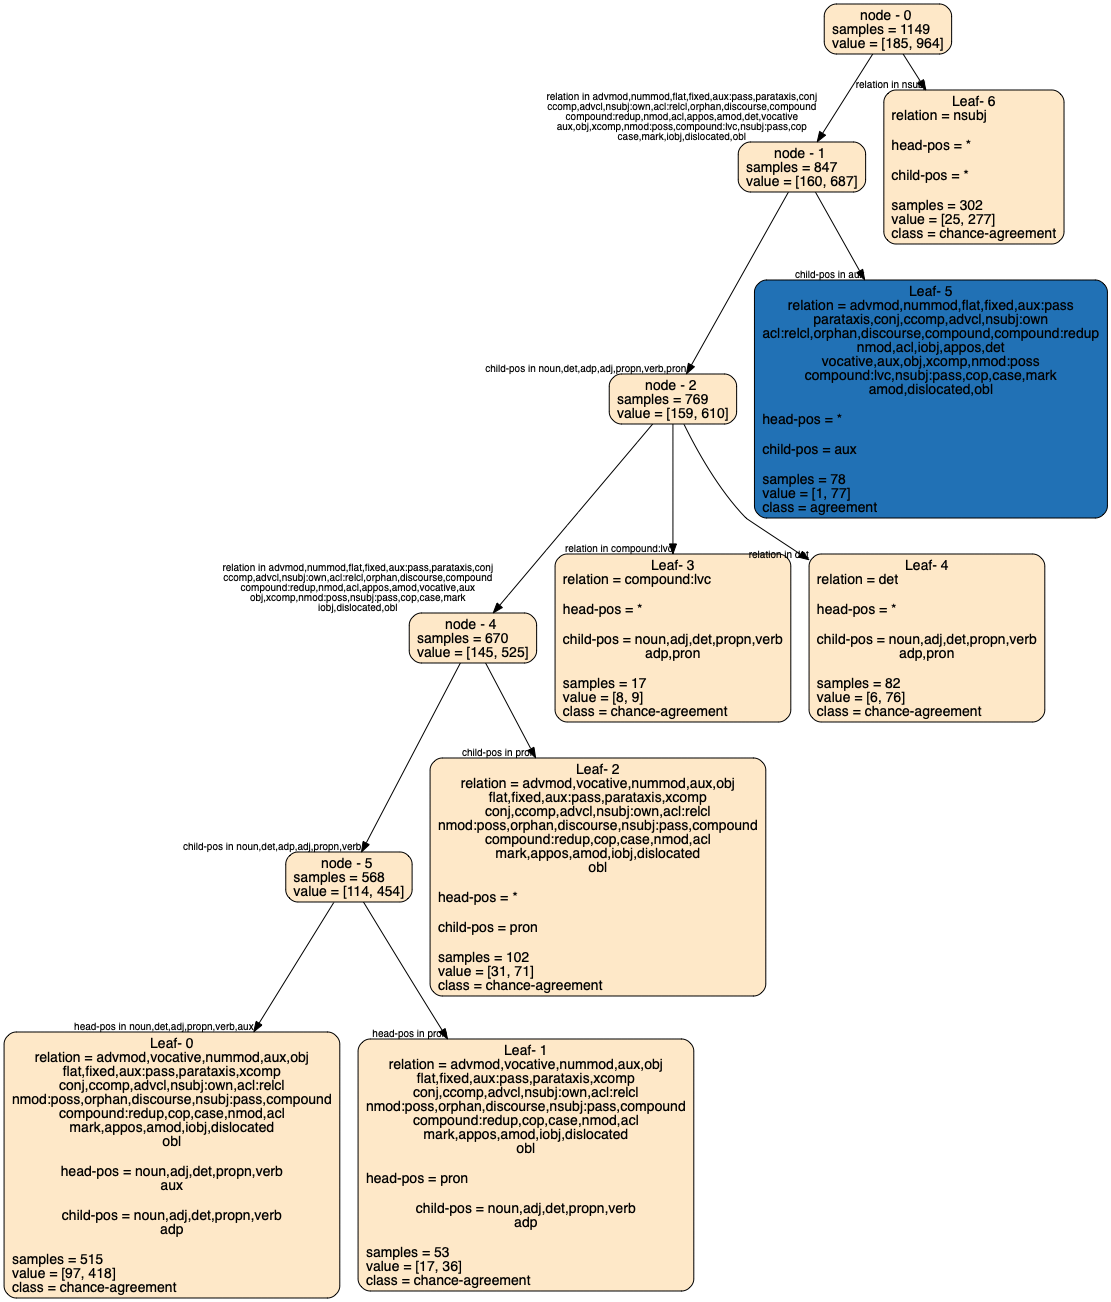 node - 0
samples = 1149
value = [185, 964]
relation in nsubj
relation in advmod,nummod,flat,fixed,aux:pass,parataxis,conj
ccomp,advcl,nsubj:own,acl:relcl,orphan,discourse,compound
compound:redup,nmod,acl,appos,amod,det,vocative
aux,obj,xcomp,nmod:poss,compound:lvc,nsubj:pass,cop
case,mark,iobj,dislocated,obl
Leaf- 6
relation = nsubj
head-pos = *
child-pos = *
samples = 302
value = [25, 277]
class = chance-agreement
node - 1
samples = 847
value = [160, 687]
child-pos in aux
Leaf- 5
relation = advmod,nummod,flat,fixed,aux:pass
parataxis,conj,ccomp,advcl,nsubj:own
acl:relcl,orphan,discourse,compound,compound:redup
nmod,acl,iobj,appos,det
vocative,aux,obj,xcomp,nmod:poss
compound:lvc,nsubj:pass,cop,case,mark
amod,dislocated,obl
head-pos = *
child-pos = aux
samples = 78
value = [1, 77]
class = agreement
child-pos in noun,det,adp,adj,propn,verb,pron
node - 2
samples = 769
value = [159, 610]
relation in compound:lvc
relation in det
Leaf- 3
relation = compound:lvc
head-pos = *
child-pos = noun,adj,det,propn,verb
adp,pron
samples = 17
value = [8, 9]
class = chance-agreement
Leaf- 4
relation = det
head-pos = *
child-pos = noun,adj,det,propn,verb
adp,pron
samples = 82
value = [6, 76]
class = chance-agreement
relation in advmod,nummod,flat,fixed,aux:pass,parataxis,conj
ccomp,advcl,nsubj:own,acl:relcl,orphan,discourse,compound
compound:redup,nmod,acl,appos,amod,vocative,aux
obj,xcomp,nmod:poss,nsubj:pass,cop,case,mark
iobj,dislocated,obl
node - 4
samples = 670
value = [145, 525]
child-pos in pron
Leaf- 2
relation = advmod,vocative,nummod,aux,obj
flat,fixed,aux:pass,parataxis,xcomp
conj,ccomp,advcl,nsubj:own,acl:relcl
nmod:poss,orphan,discourse,nsubj:pass,compound
compound:redup,cop,case,nmod,acl
mark,appos,amod,iobj,dislocated
obl
head-pos = *
child-pos = pron
samples = 102
value = [31, 71]
class = chance-agreement
child-pos in noun,det,adp,adj,propn,verb
node - 5
samples = 568
value = [114, 454]
head-pos in noun,det,adj,propn,verb,aux
Leaf- 0
relation = advmod,vocative,nummod,aux,obj
flat,fixed,aux:pass,parataxis,xcomp
conj,ccomp,advcl,nsubj:own,acl:relcl
nmod:poss,orphan,discourse,nsubj:pass,compound
compound:redup,cop,case,nmod,acl
mark,appos,amod,iobj,dislocated
obl
head-pos = noun,adj,det,propn,verb
aux
child-pos = noun,adj,det,propn,verb
adp
samples = 515
value = [97, 418]
class = chance-agreement
head-pos in pron
Leaf- 1
relation = advmod,vocative,nummod,aux,obj
flat,fixed,aux:pass,parataxis,xcomp
conj,ccomp,advcl,nsubj:own,acl:relcl
nmod:poss,orphan,discourse,nsubj:pass,compound
compound:redup,cop,case,nmod,acl
mark,appos,amod,iobj,dislocated
obl
head-pos = pron
child-pos = noun,adj,det,propn,verb
adp
samples = 53
value = [17, 36]
class = chance-agreement